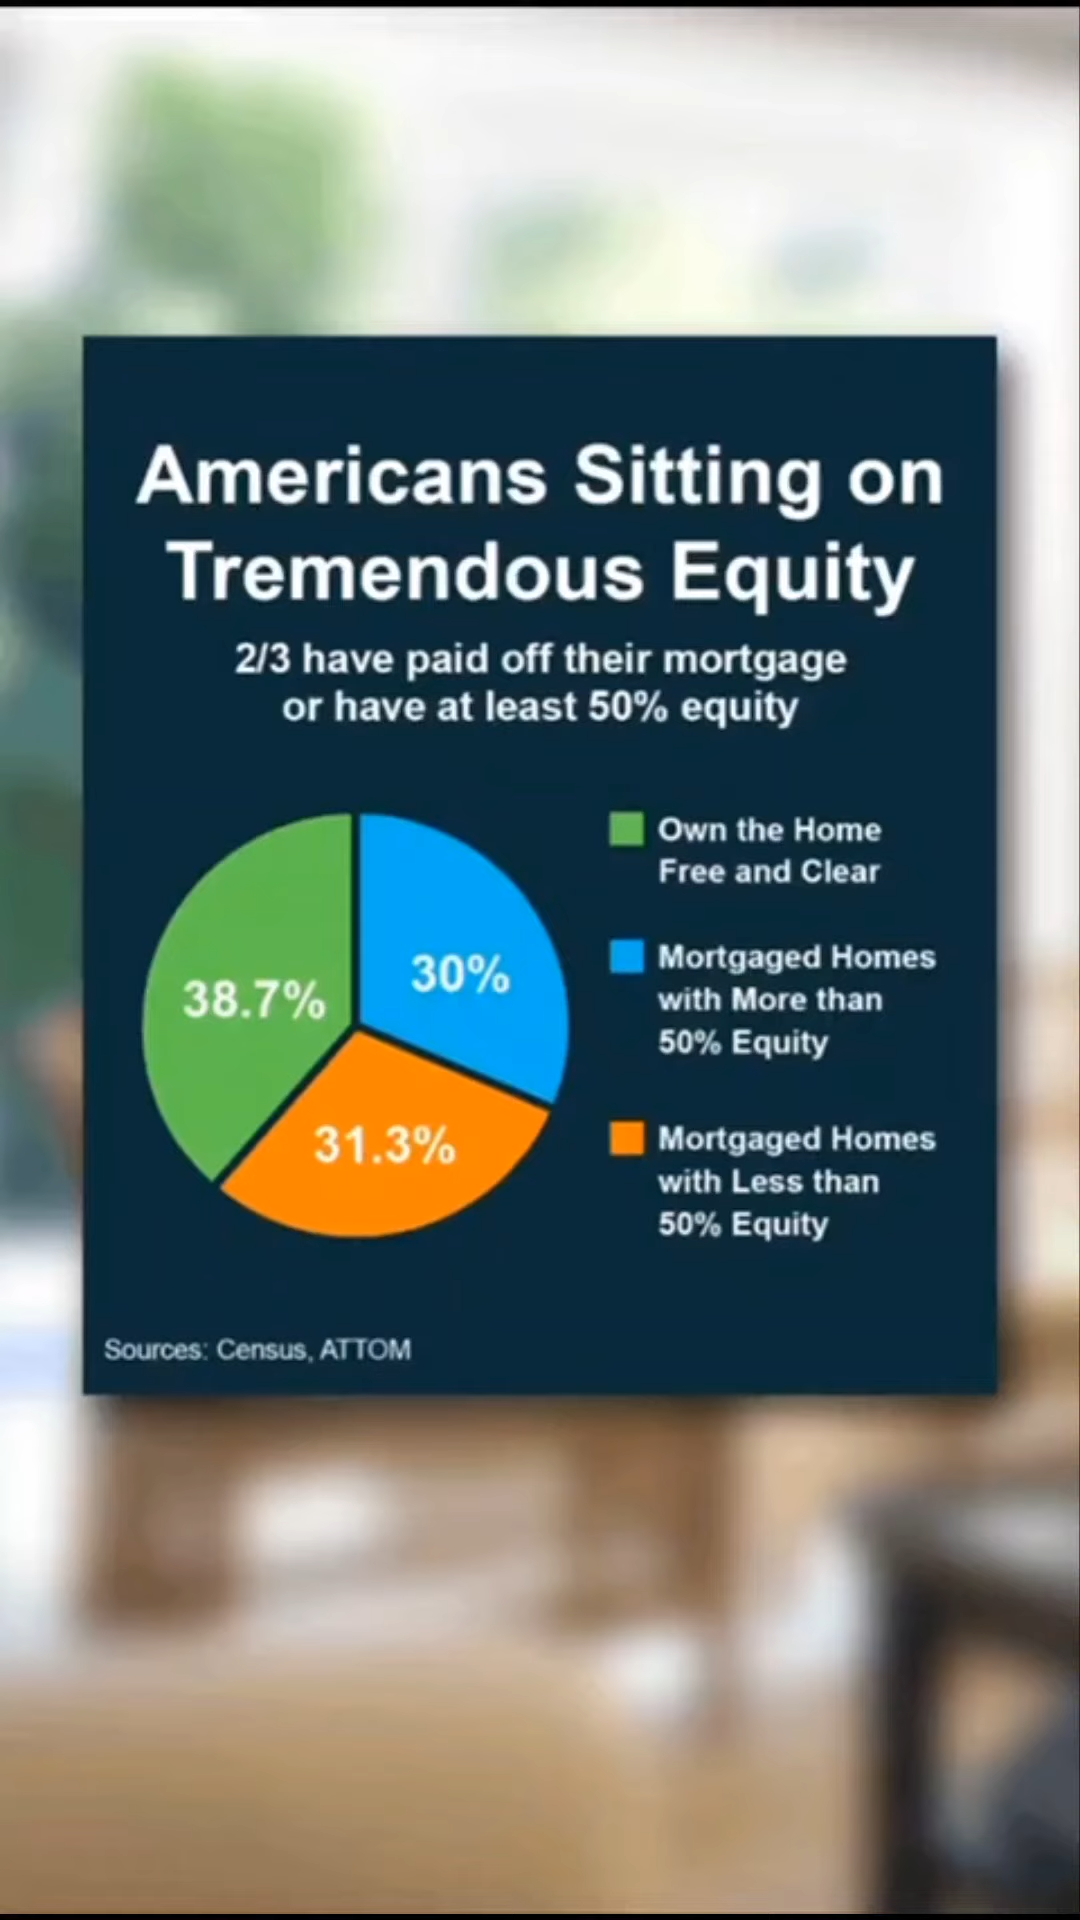 Americans Sitting on
Tremendous Equity
2/3 have paid off their mortgage
or have at least 50% equity
38.7%
30%
31.3%
Own the Home
Free and Clear
Mortgaged Homes
with More than
50% Equity
Mortgaged Homes
with Less than
50% Equity
Sources: Census, ATTOM